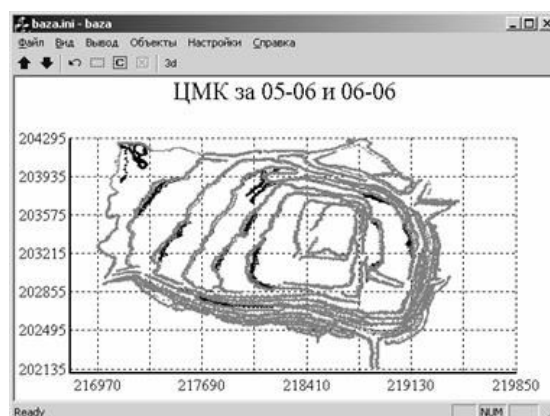 baza.ini - baza
Файл Вид Вывод Объекты Настройки Справка
C 3d
ЦМК за 05-06 и 06-06
204295
203935
203575
203215
202855
202495
202135
216970 217690 218410 219130 219850
Ready NUM